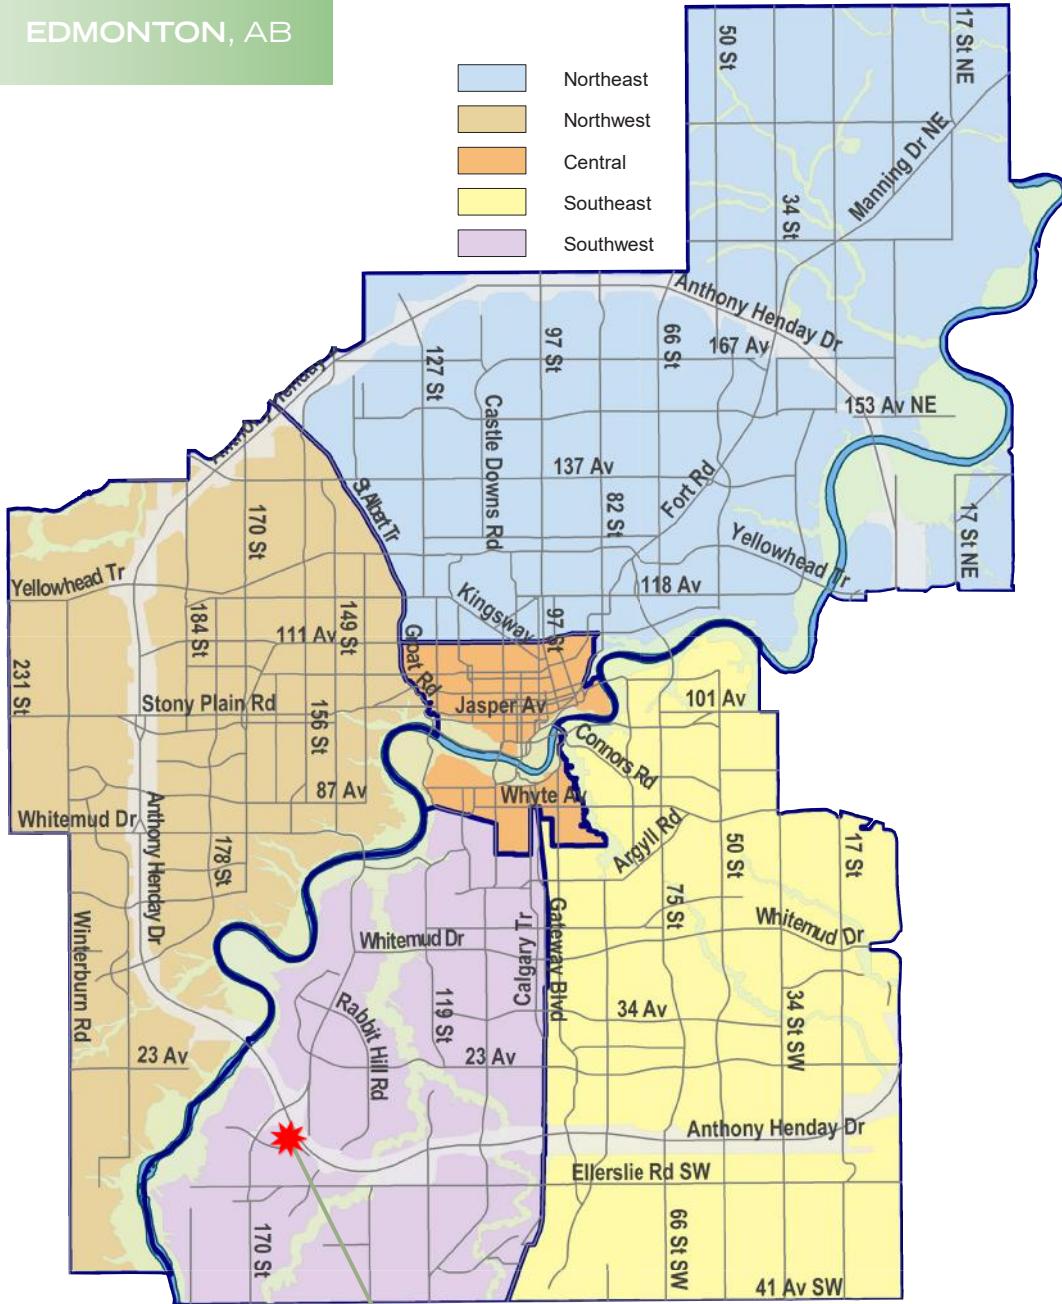 EDMONTON, AB
Northeast
Northwest
Central
Southeast
Southwest
50 St
17 St NE
Manning Dr NE
34 St
Anthony Henday Dr
167 Av
66 St
97 St
127 St
Castle Downs Rd
153 Av NE
137 Av
82 St
Fort Rd
St. Albert Tr
170 St
Yellowhead Tr
17 St NE
Yellowhead Tr
118 Av
Kingsway
97 St
184 St
111 Av
149 St
Groat Rd
231 St
Stony Plain Rd
156 St
Jasper Av
101 Av
Connors Rd
87 Av
Whyte Av
Whitemud Dr
Anthony Henday Dr
178 St
Argyll Rd
50 St
17 St
75 St
Winterburn Rd
Whitemud Dr
Calgary Tr
Gateway Blvd
Whitemud Dr
Rabbit Hill Rd
119 St
34 Av
34 St SW
23 Av
23 Av
Anthony Henday Dr
Ellerslie Rd SW
170 St
66 St SW
41 Av SW